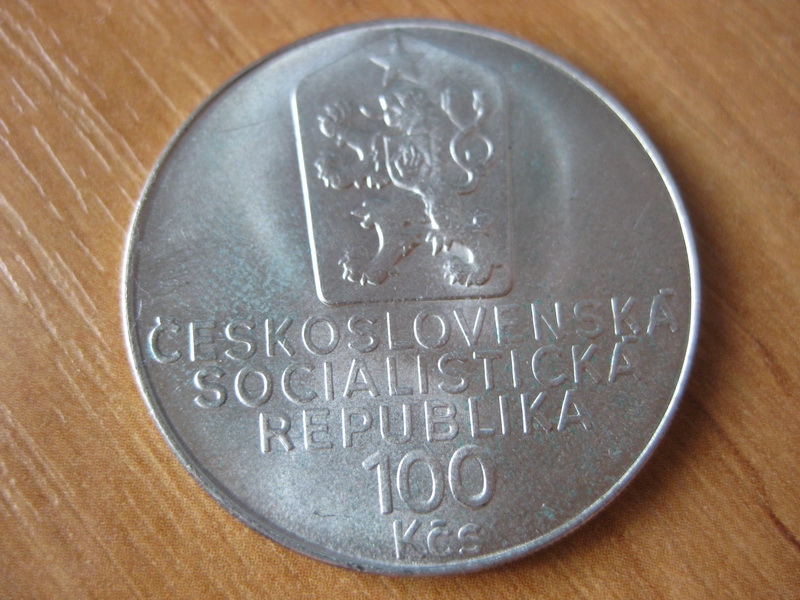 ČESKOSLOVENSKÁ
SOCIALISTICKÁ
REPUBLIKA
100
Kčs